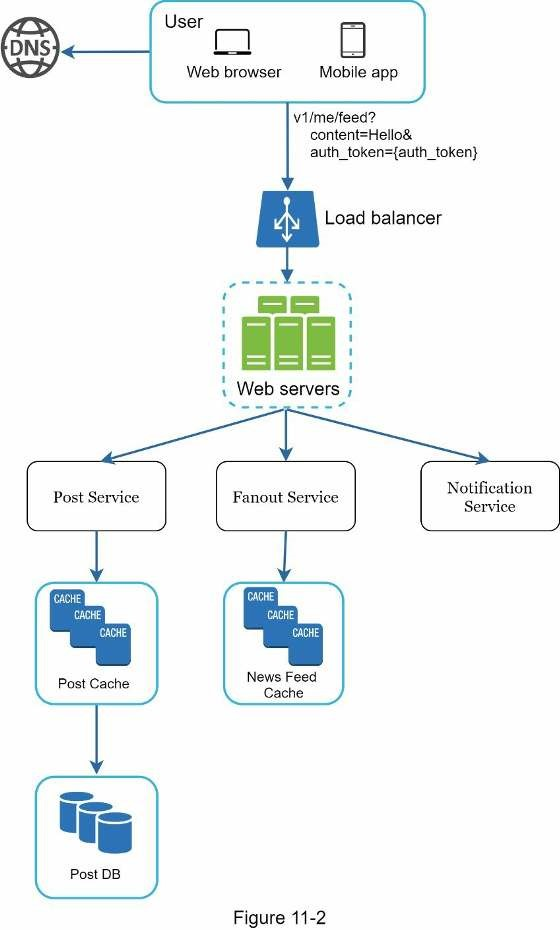 User
DNS
Web browser
Mobile app
v1/me/feed?
content=Hello&
auth_token={auth_token}
Load balancer
Web servers
Post Service
Fanout Service
Notification
Service
CACHE
CACHE
CACHE
Post Cache
CACHE
CACHE
CACHE
News Feed
Cache
Post DB
Figure 11-2